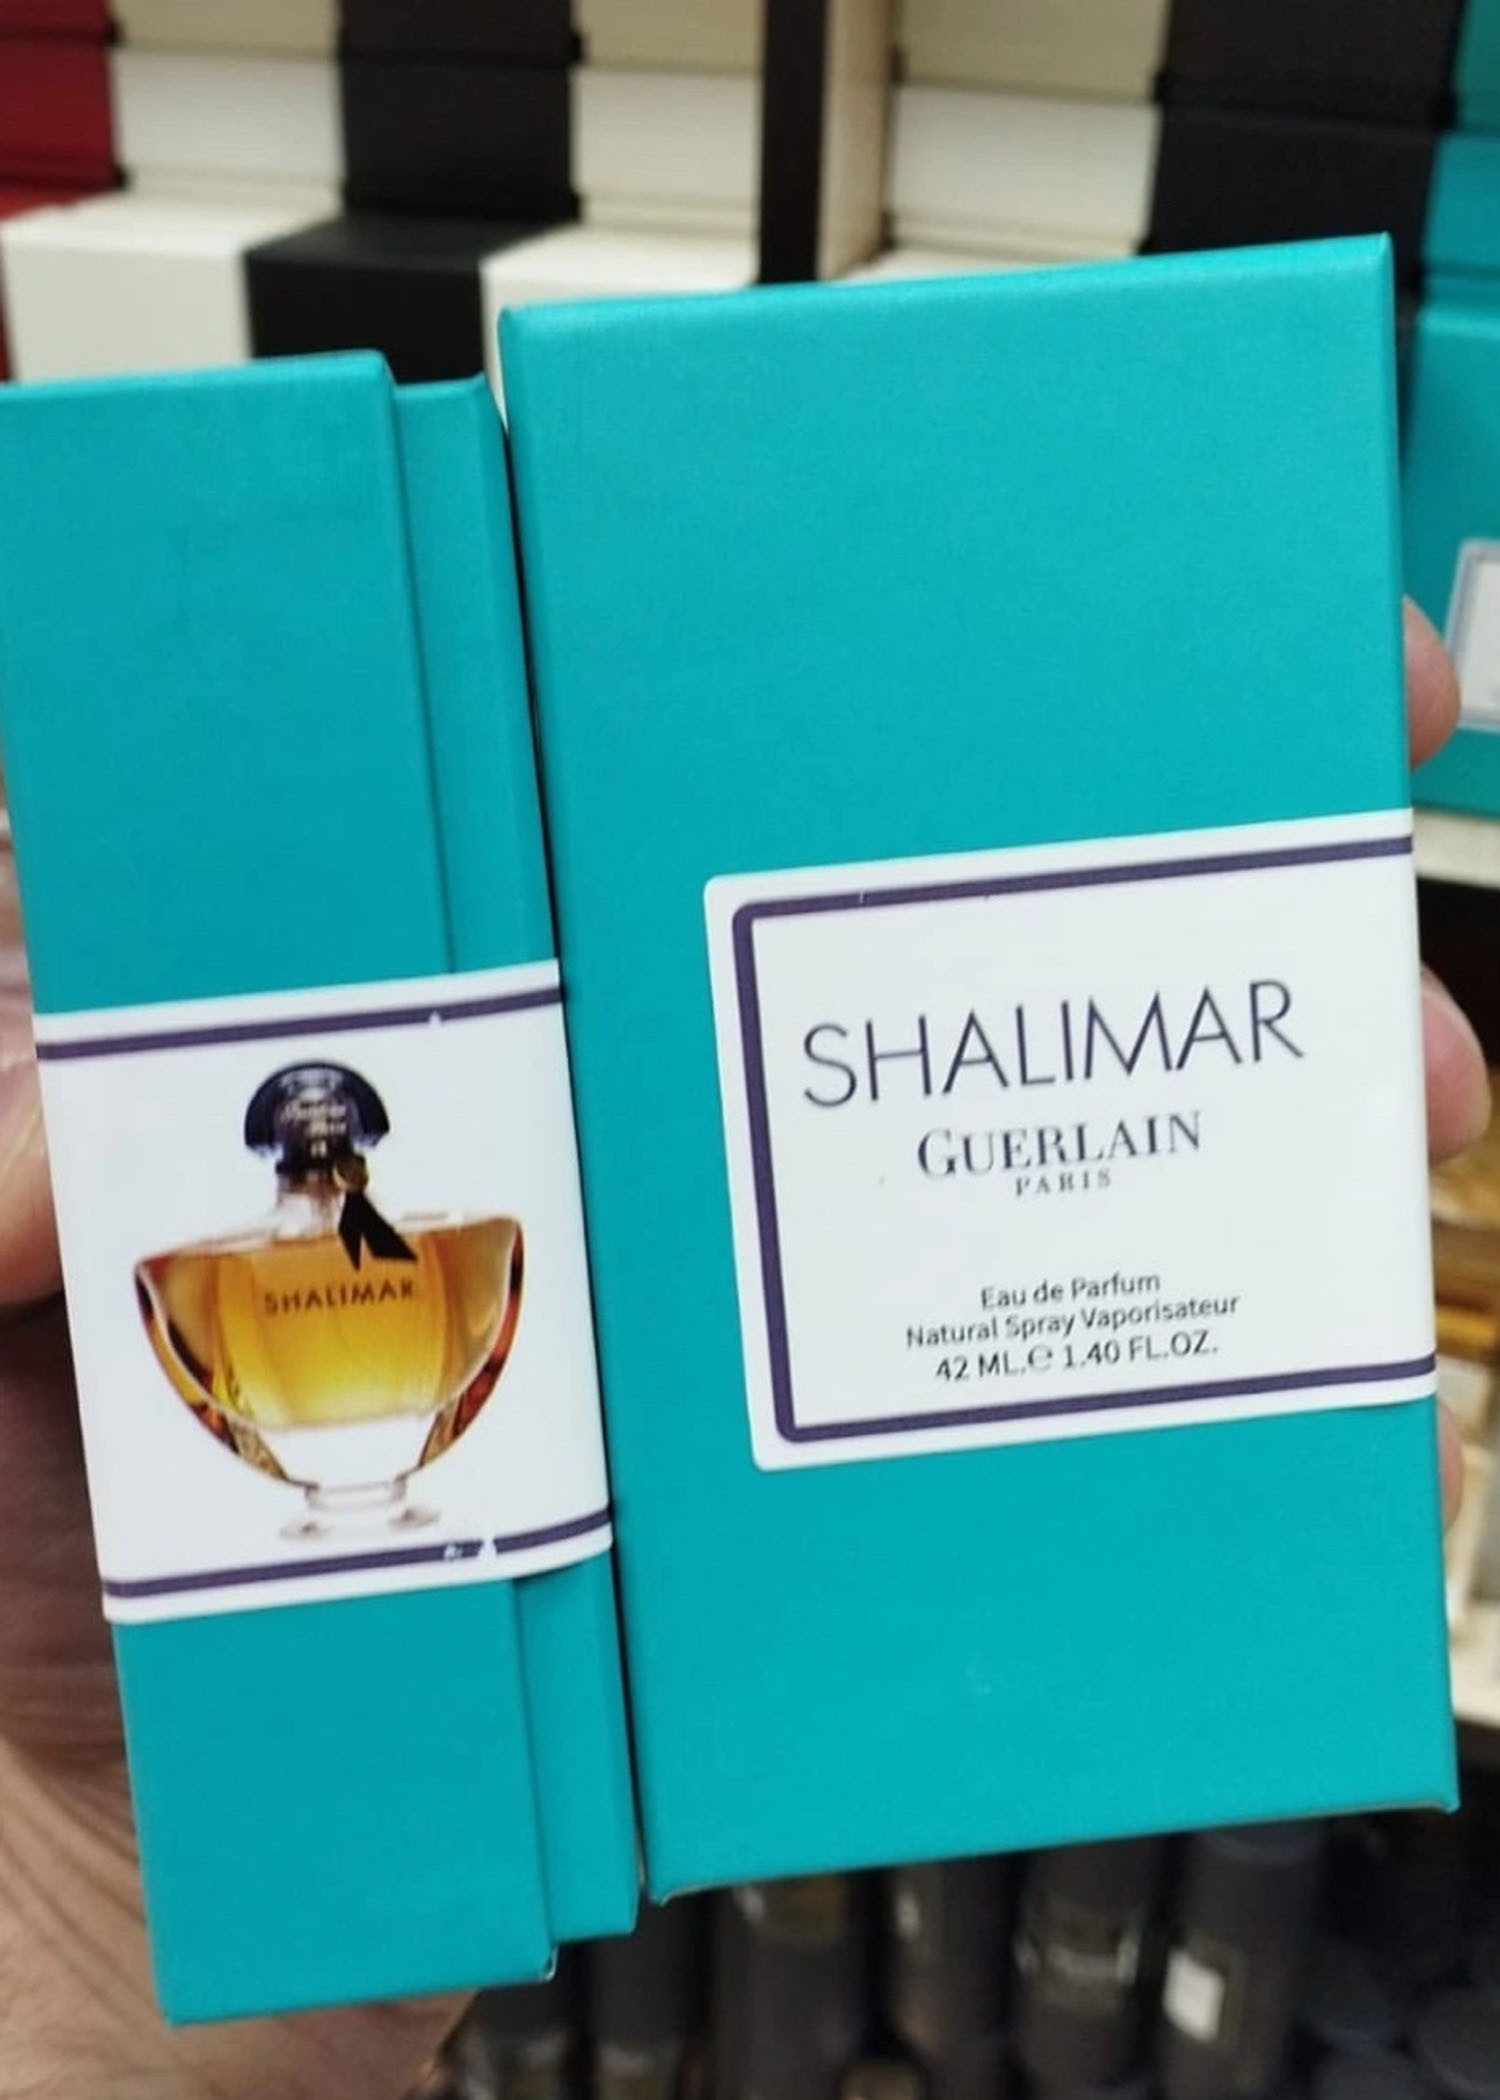 SHALIMAR
SHALIMAR
GUERLAIN
PARIS
Eau de Parfum
Natural Spray Vaporisateur
42 ML.℮ 1.40 FL.OZ.